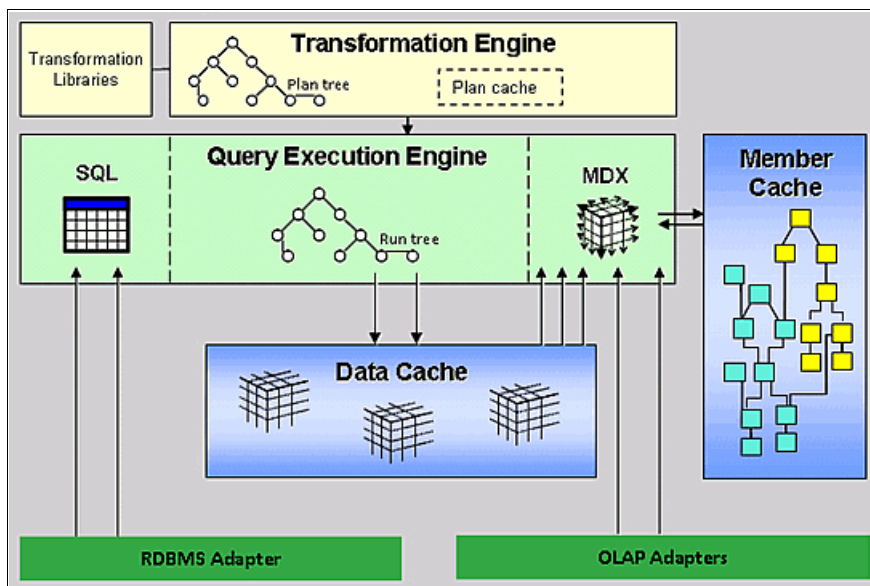 Transformation
Libraries
Transformation Engine
Plan tree
Plan cache
SQL
Query Execution Engine
Run tree
MDX
Member
Cache
Data Cache
RDBMS Adapter
OLAP Adapters